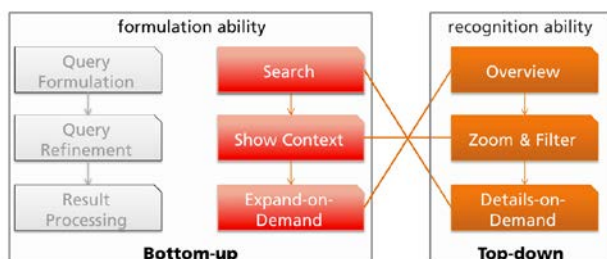 formulation ability
recognition ability
Query
Formulation
Search
Overview
Query
Refinement
Show Context
Zoom & Filter
Result
Processing
Expand-on-
Demand
Details-on-
Demand
Bottom-up
Top-down